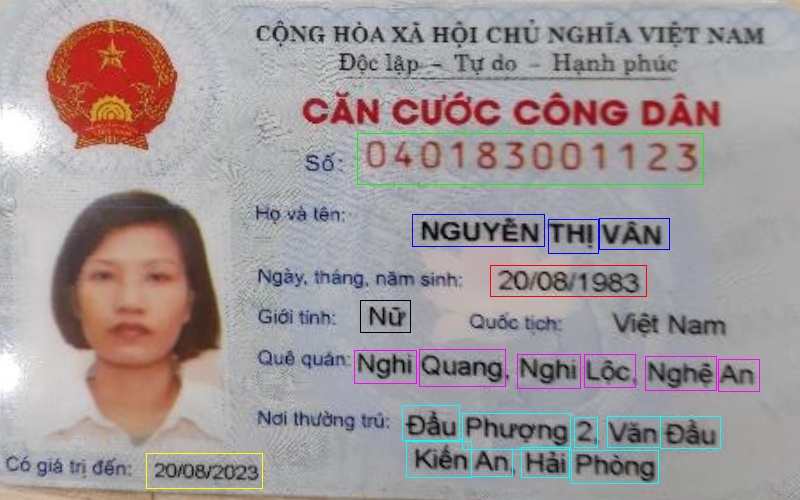 CỘNG HÒA XÃ HỘI CHỦ NGHĨA VIỆT NAM
Độc lập - Tự do - Hạnh phúc
CĂN CƯỚC CÔNG DÂN
Số: 040183001123
Họ và tên:
NGUYỄN THỊ VÂN
Ngày, tháng, năm sinh: 20/08/1983
Giới tính: Nữ Quốc tịch: Việt Nam
Quê quán: Nghi Quang, Nghi Lộc, Nghệ An
Nơi thường trú: Đẩu Phượng 2, Văn Đẩu
Kiến An, Hải Phòng
Có giá trị đến: 20/08/2023